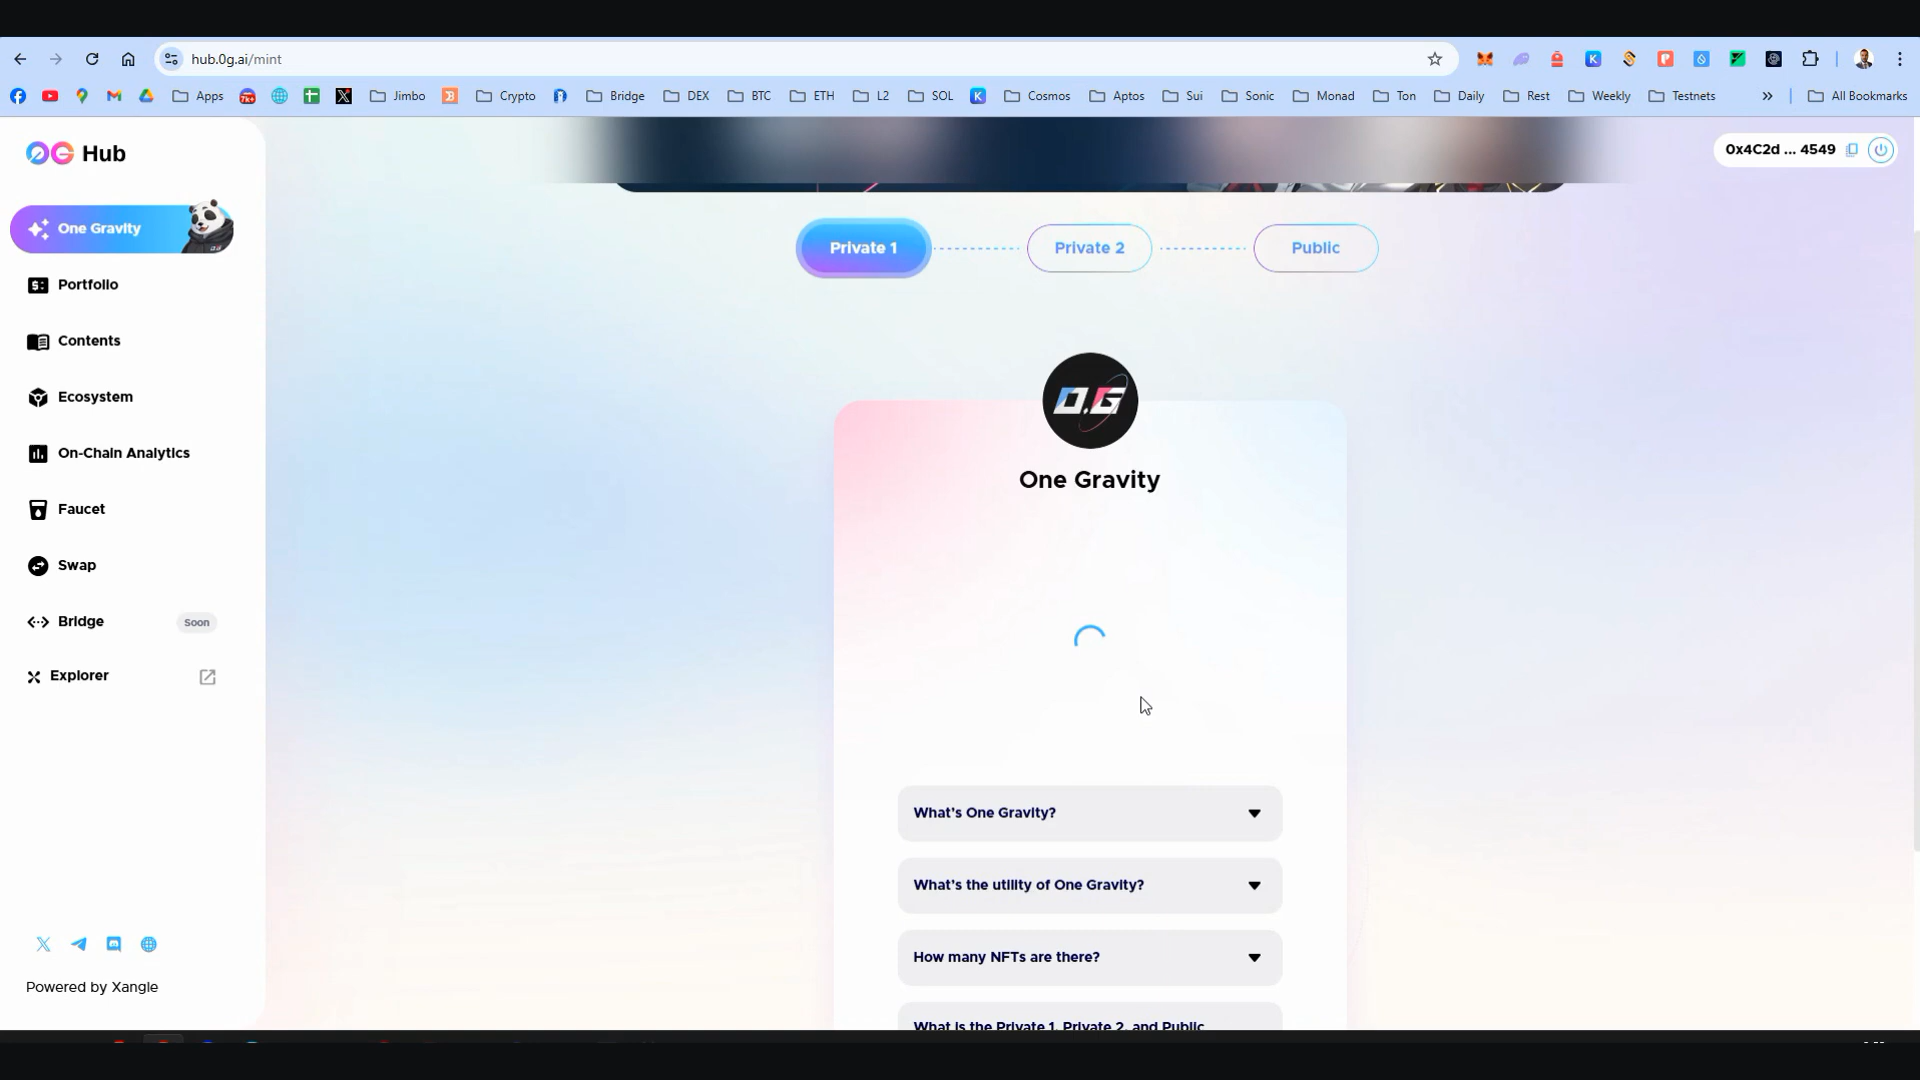 hub.0g.ai/mint
Apps
Jimbo
Crypto
Bridge
DEX
BTC
ETH
L2
SOL
Cosmos
Aptos
Sui
Sonic
Monad
Ton
Daily
Rest
Weekly
Testnets
»
All Bookmarks
0G Hub
0x4C2d ... 4549
One Gravity
Portfolio
Contents
Ecosystem
On-Chain Analytics
Faucet
Swap
Bridge
Soon
Explorer
Powered by Xangle
Private 1
Private 2
Public
0.G
One Gravity
What's One Gravity?
What's the utility of One Gravity?
How many NFTs are there?
What is the Private 1, Private 2, and Public